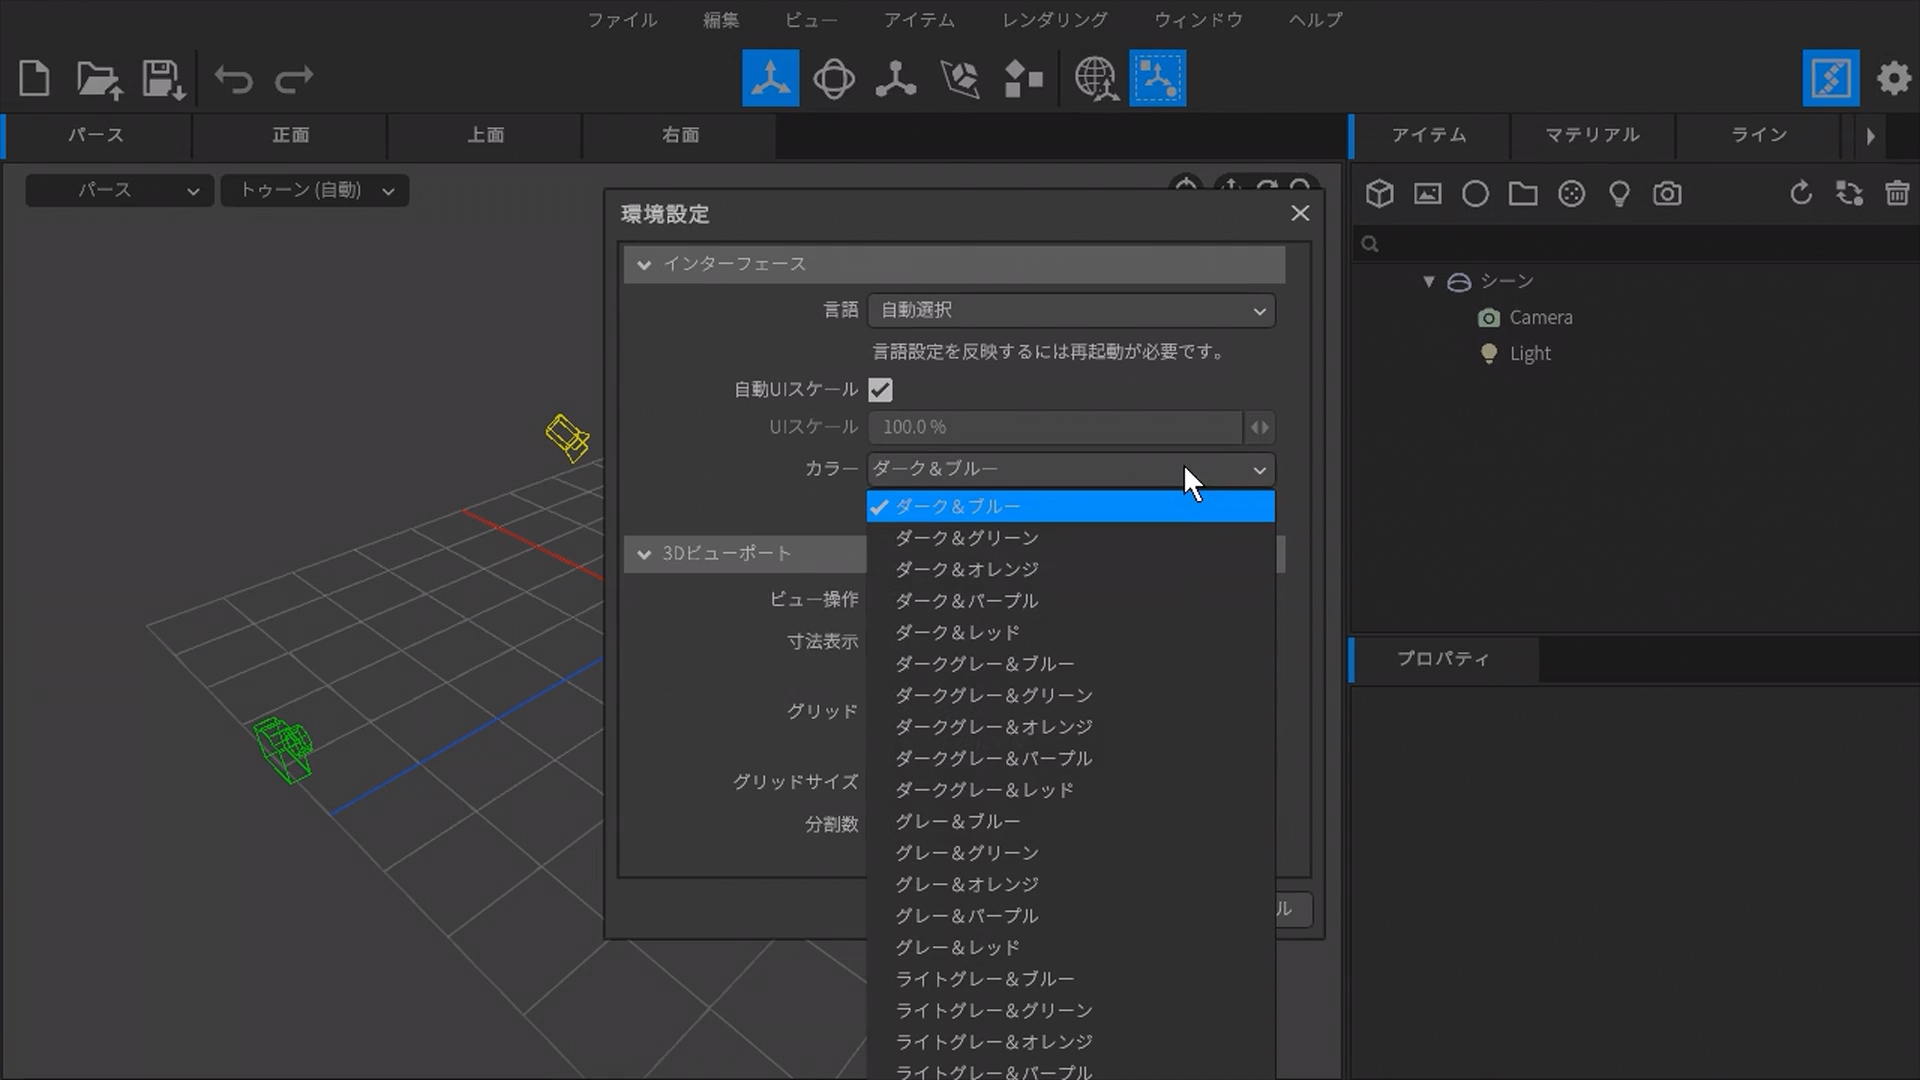 ファイル 編集 ビュー アイテム レンダリング ウィンドウ ヘルプ
パース 正面 上面 右面
アイテム マテリアル ライン
パース トゥーン (自動)
環境設定
インターフェース
言語 自動選択
言語設定を反映するには再起動が必要です。
自動UIスケール
UIスケール 100.0 %
カラー ダーク＆ブルー
ダーク＆ブルー
ダーク＆グリーン
ダーク＆オレンジ
ダーク＆パープル
ダーク＆レッド
ダークグレー＆ブルー
ダークグレー＆グリーン
ダークグレー＆オレンジ
ダークグレー＆パープル
ダークグレー＆レッド
グレー＆ブルー
グレー＆グリーン
グレー＆オレンジ
グレー＆パープル
グレー＆レッド
ライトグレー＆ブルー
ライトグレー＆グリーン
ライトグレー＆オレンジ
ライトグレー＆パープル
3Dビューポート
ビュー操作
寸法表示
グリッド
グリッドサイズ
分割数
ル
シーン
Camera
Light
プロパティ